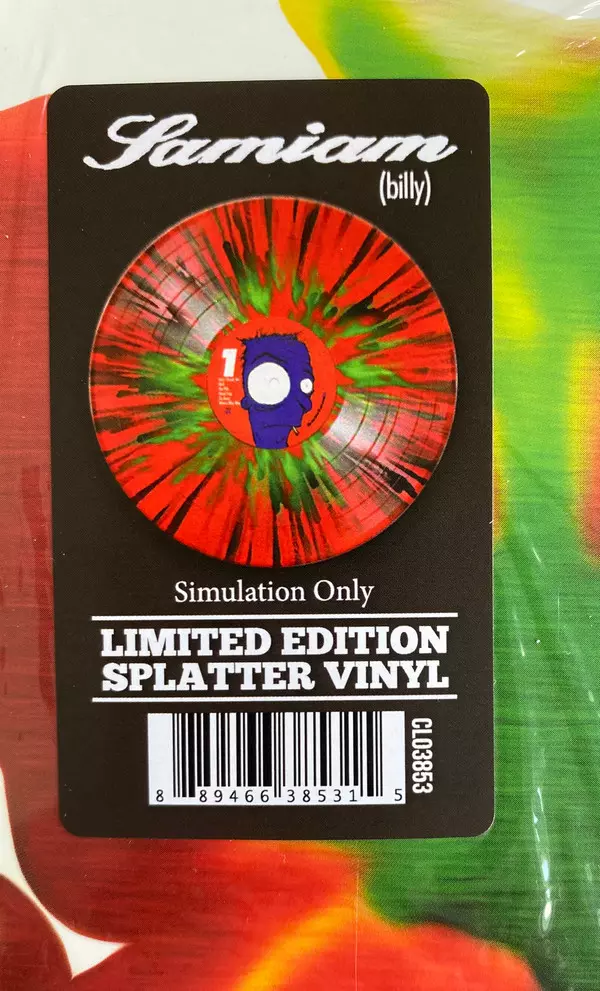 Samiam
(billy)
1
Simulation Only
LIMITED EDITION
SPLATTER VINYL
8 89466 38531 5
CLO3853